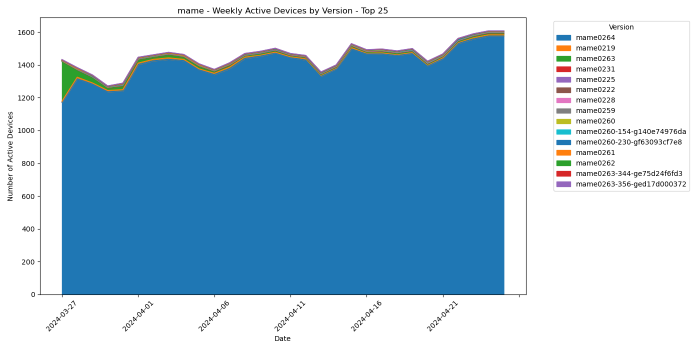 mame - Weekly Active Devices by Version - Top 25
Number of Active Devices
1600
1400
1200
1000
800
600
400
200
0
2024-03-27
2024-04-01
2024-04-06
2024-04-11
2024-04-16
2024-04-21
Date
Version
mame0264
mame0219
mame0263
mame0231
mame0225
mame0222
mame0228
mame0259
mame0260
mame0260-154-g140e74976da
mame0260-230-gf63093cf7e8
mame0261
mame0262
mame0263-344-ge75d24f6fd3
mame0263-356-ged17d000372